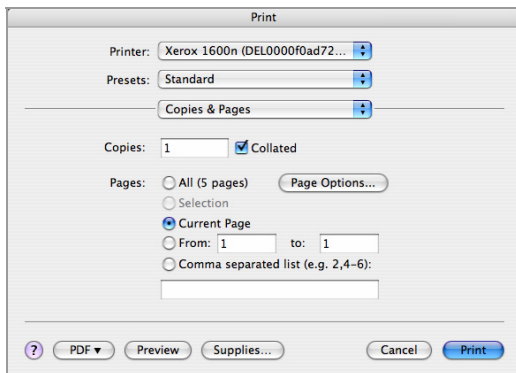 Print
Printer: Xerox 1600n (DEL0000f0ad72...
Presets: Standard
Copies & Pages
Copies: 1 Collated
Pages: All (5 pages) Page Options...
Selection
Current Page
From: 1 to: 1
Comma separated list (e.g. 2,4-6):
? PDF ▼ Preview Supplies... Cancel Print